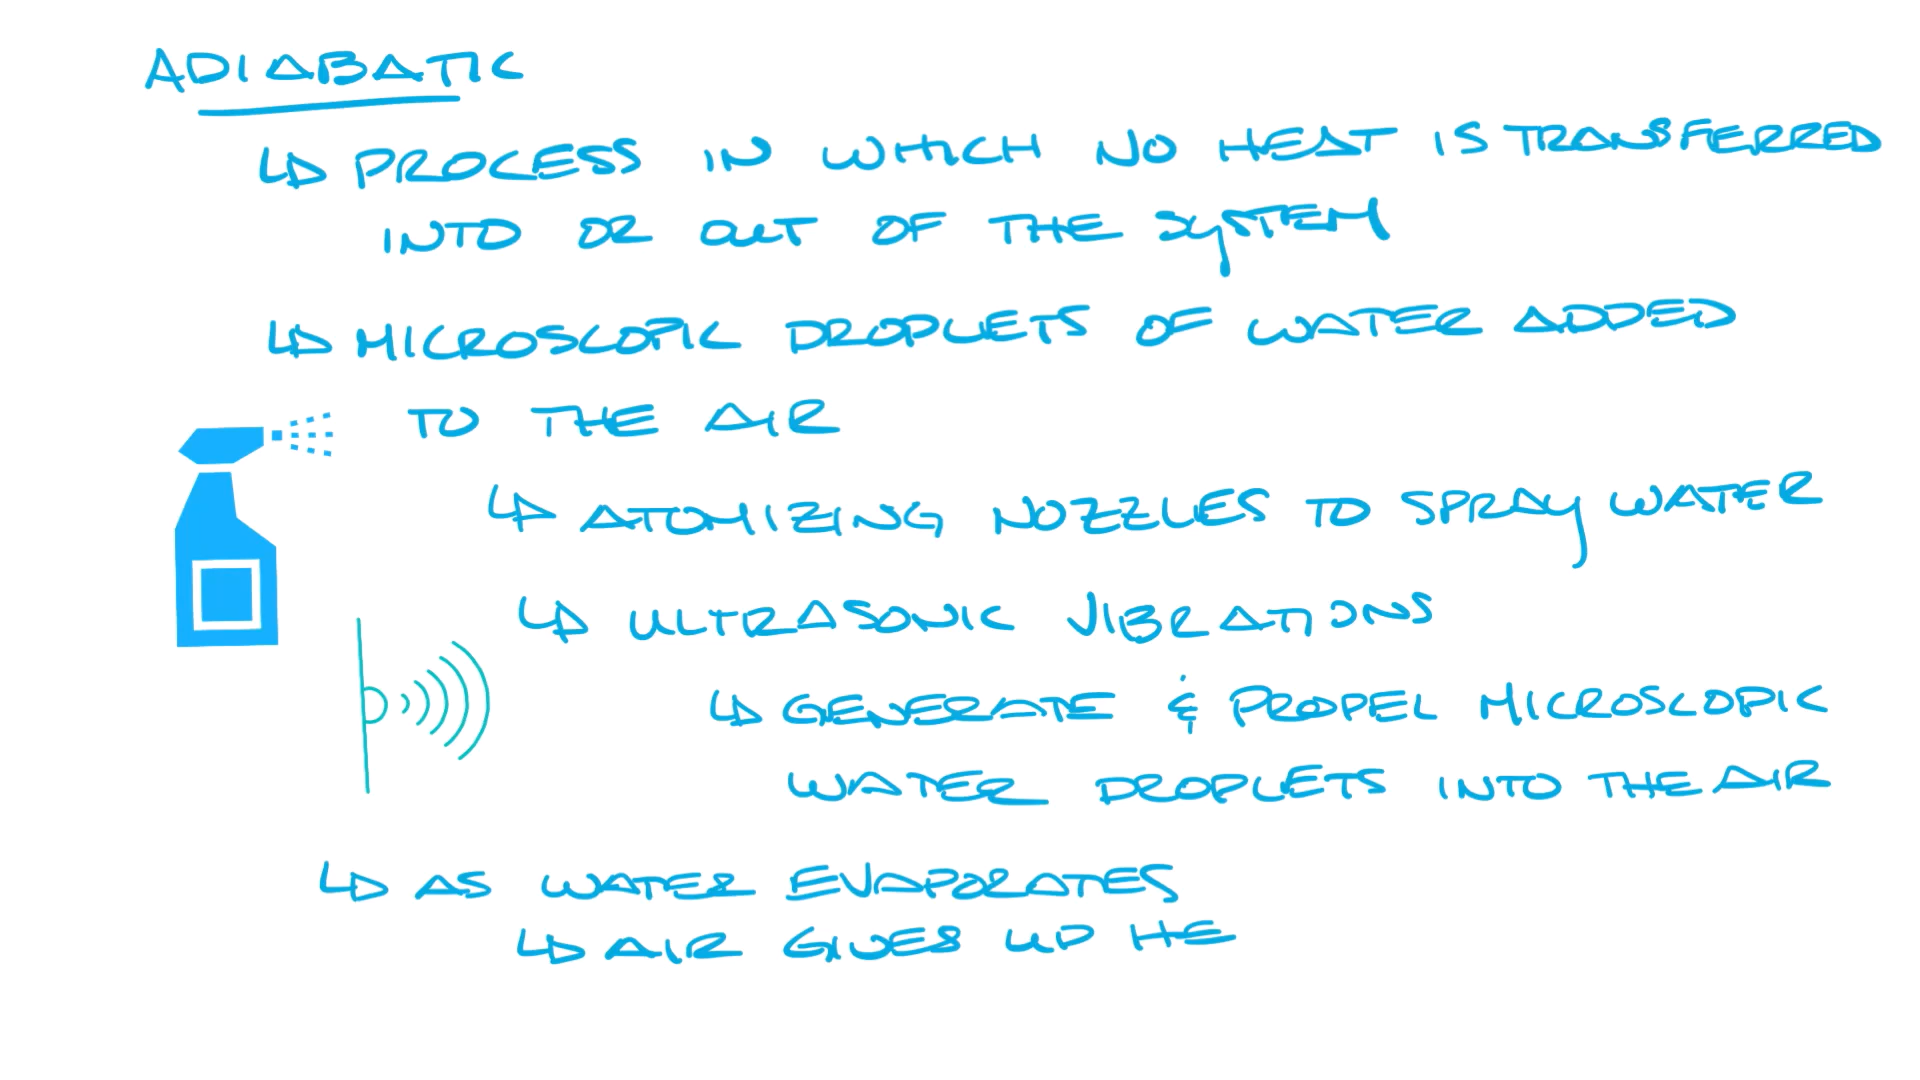 ADIABATIC
↳ PROCESS IN WHICH NO HEAT IS TRANSFERRED
INTO OR OUT OF THE SYSTEM
↳ MICROSCOPIC DROPLETS OF WATER ADDED
TO THE AIR
↳ ATOMIZING NOZZLES TO SPRAY WATER
↳ ULTRASONIC VIBRATIONS
↳ GENERATE & PROPEL MICROSCOPIC
WATER DROPLETS INTO THE AIR
↳ AS WATER EVAPORATES
↳ AIR GIVES UP HE